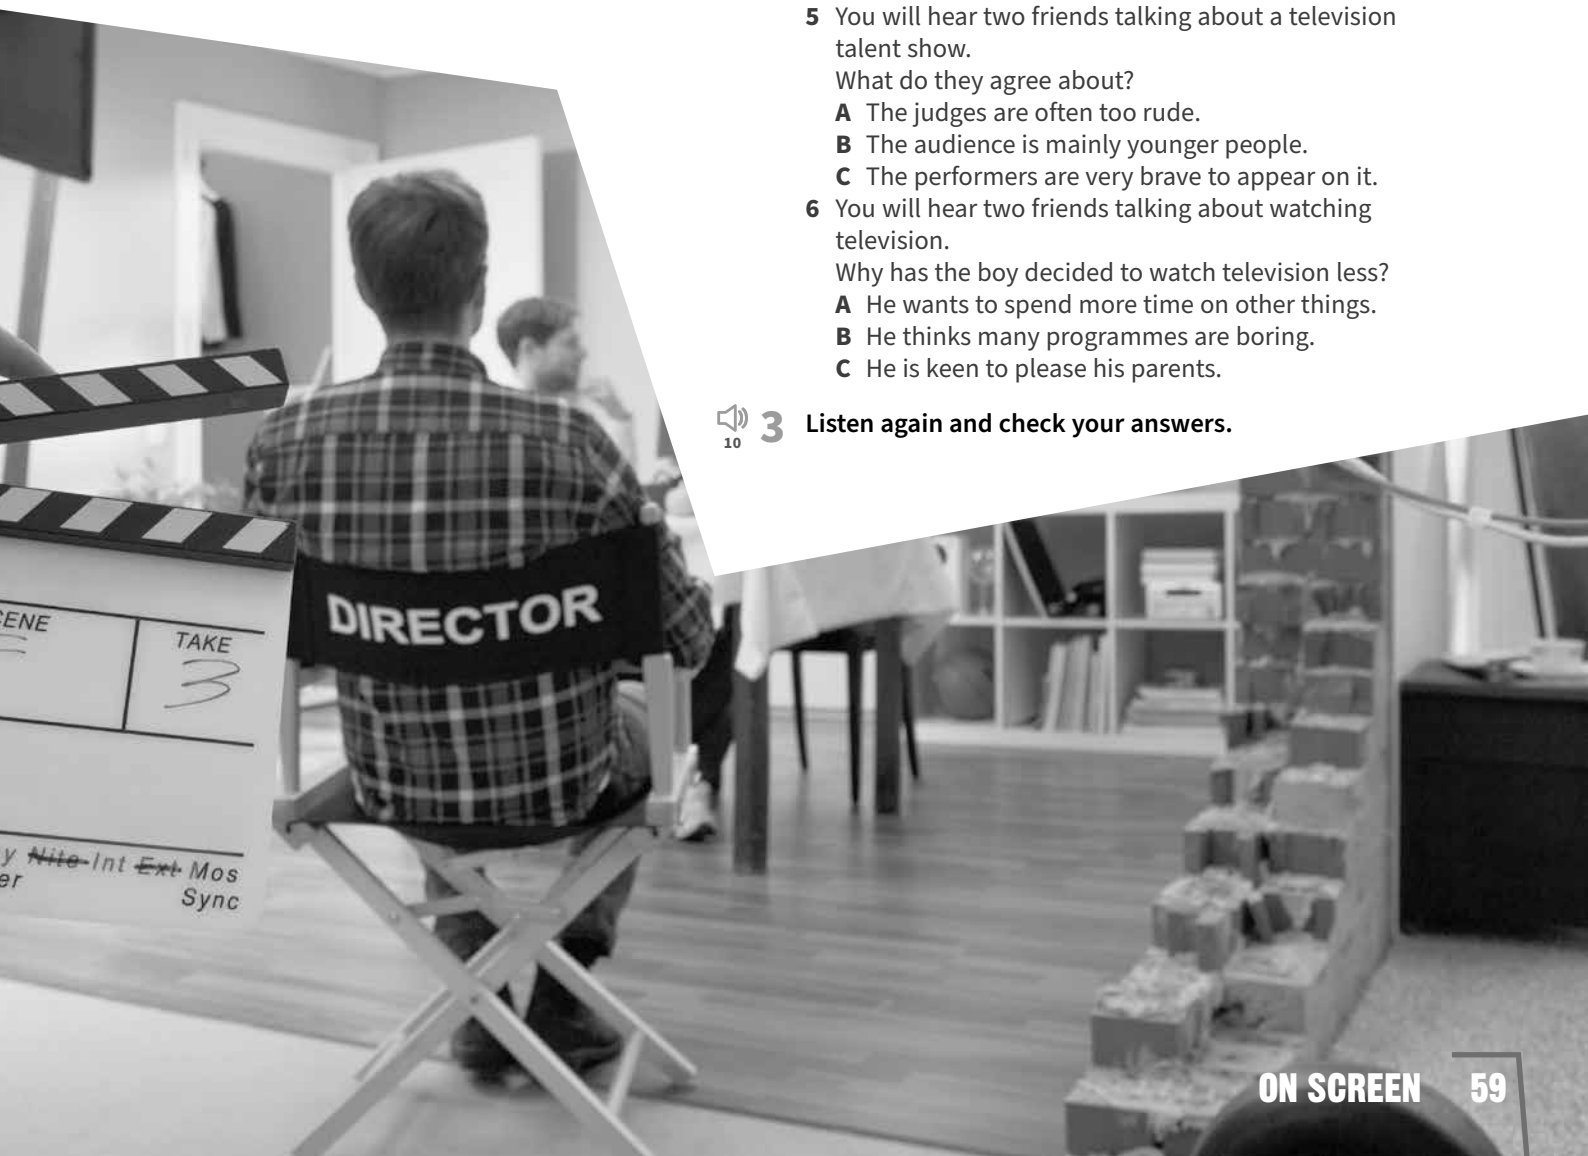 5 You will hear two friends talking about a television
talent show.
What do they agree about?
A The judges are often too rude.
B The audience is mainly younger people.
C The performers are very brave to appear on it.
6 You will hear two friends talking about watching
television.
Why has the boy decided to watch television less?
A He wants to spend more time on other things.
B He thinks many programmes are boring.
C He is keen to please his parents.
10 3 Listen again and check your answers.
DIRECTOR
TAKE
3
Nite Int Ext Mos
Sync
ON SCREEN 59